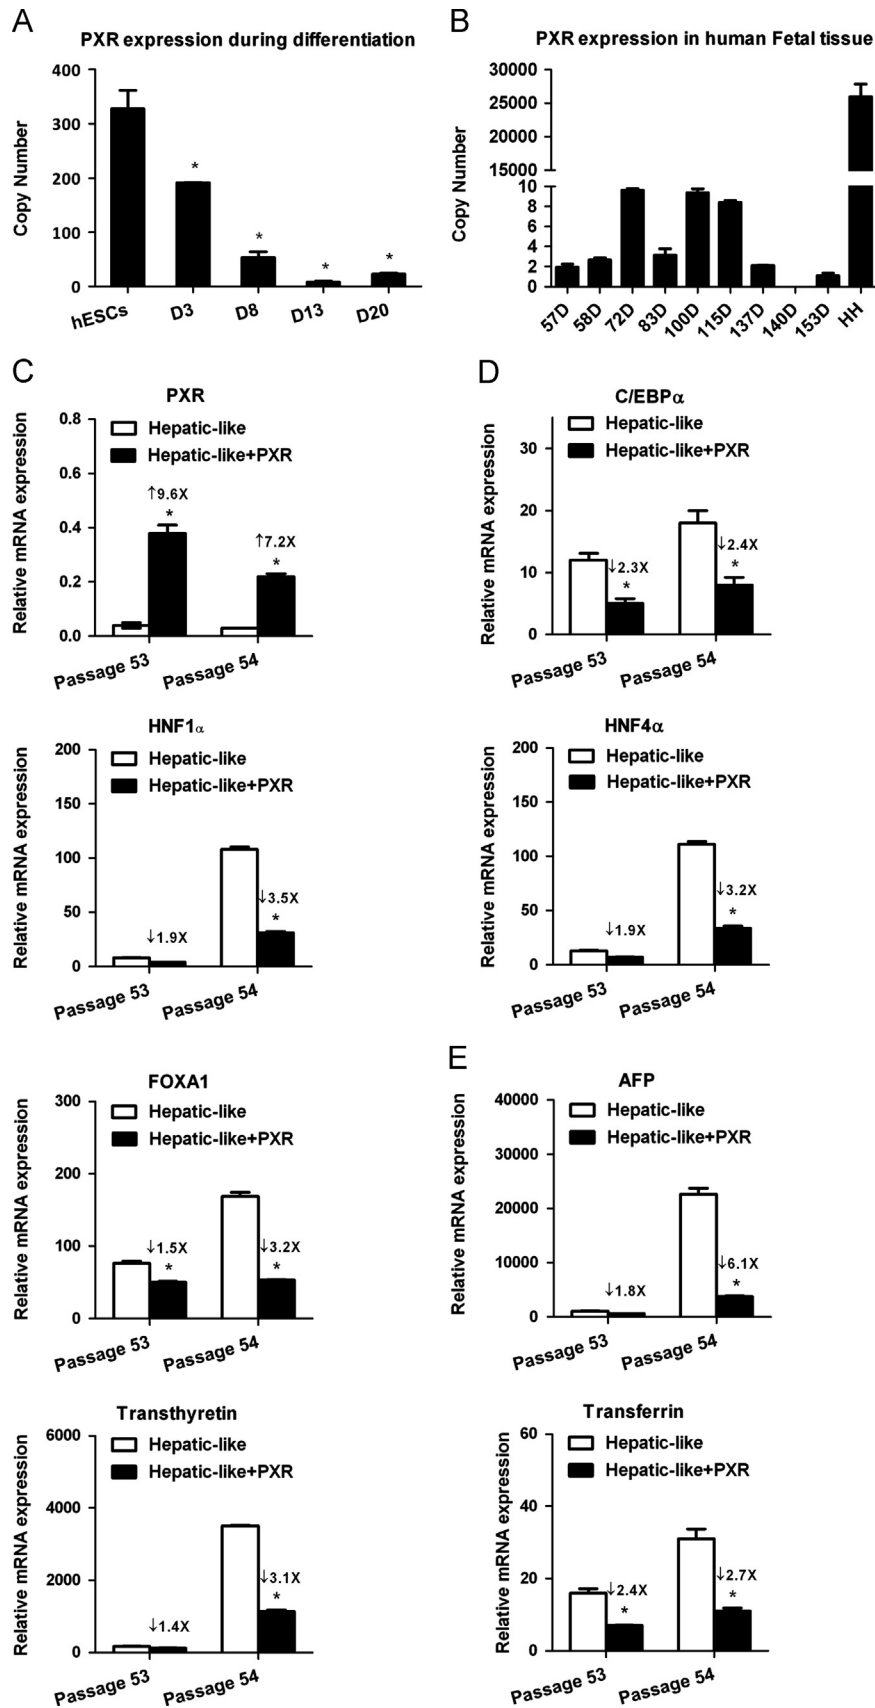 A
PXR expression during differentiation
Copy Number
400
300
200
100
0
*
*
*
*
hESCs
D3
D8
D13
D20
B
PXR expression in human Fetal tissue
Copy Number
30000
25000
20000
15000
10
8
6
4
2
0
57D
58D
72D
83D
100D
115D
137D
140D
153D
HH
C
PXR
Relative mRNA expression
0.8
0.6
0.4
0.2
0.0
Hepatic-like
Hepatic-like+PXR
↑9.6X
*
↑7.2X
*
Passage 53
Passage 54
D
C/EBPα
Relative mRNA expression
30
20
10
0
Hepatic-like
Hepatic-like+PXR
↓2.3X
*
↓2.4X
*
Passage 53
Passage 54
HNF1α
Relative mRNA expression
200
150
100
50
0
Hepatic-like
Hepatic-like+PXR
↓1.9X
↓3.5X
*
Passage 53
Passage 54
HNF4α
Relative mRNA expression
200
150
100
50
0
Hepatic-like
Hepatic-like+PXR
↓1.9X
↓3.2X
*
Passage 53
Passage 54
FOXA1
Relative mRNA expression
300
200
100
0
Hepatic-like
Hepatic-like+PXR
↓1.5X
*
↓3.2X
*
Passage 53
Passage 54
E
AFP
Relative mRNA expression
40000
30000
20000
10000
0
Hepatic-like
Hepatic-like+PXR
↓1.8X
↓6.1X
*
Passage 53
Passage 54
Transthyretin
Relative mRNA expression
6000
4000
2000
0
Hepatic-like
Hepatic-like+PXR
↓1.4X
↓3.1X
*
Passage 53
Passage 54
Transferrin
Relative mRNA expression
60
40
20
0
Hepatic-like
Hepatic-like+PXR
↓2.4X
*
↓2.7X
*
Passage 53
Passage 54